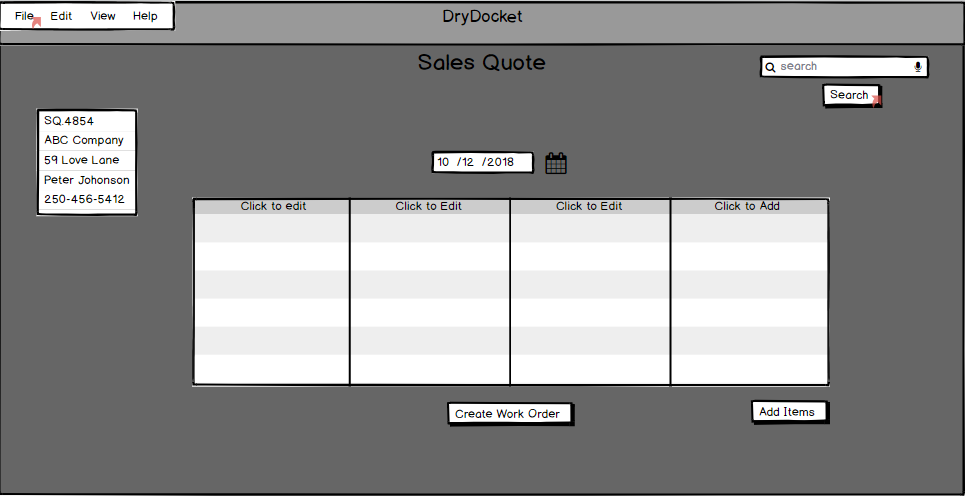 File Edit View Help
DryDocket
Sales Quote
search
Search
SQ.4854
ABC Company
59 Love Lane
Peter Johonson
250-456-5412
10 /12 /2018
Click to edit Click to Edit Click to Edit Click to Add
Create Work Order
Add Items